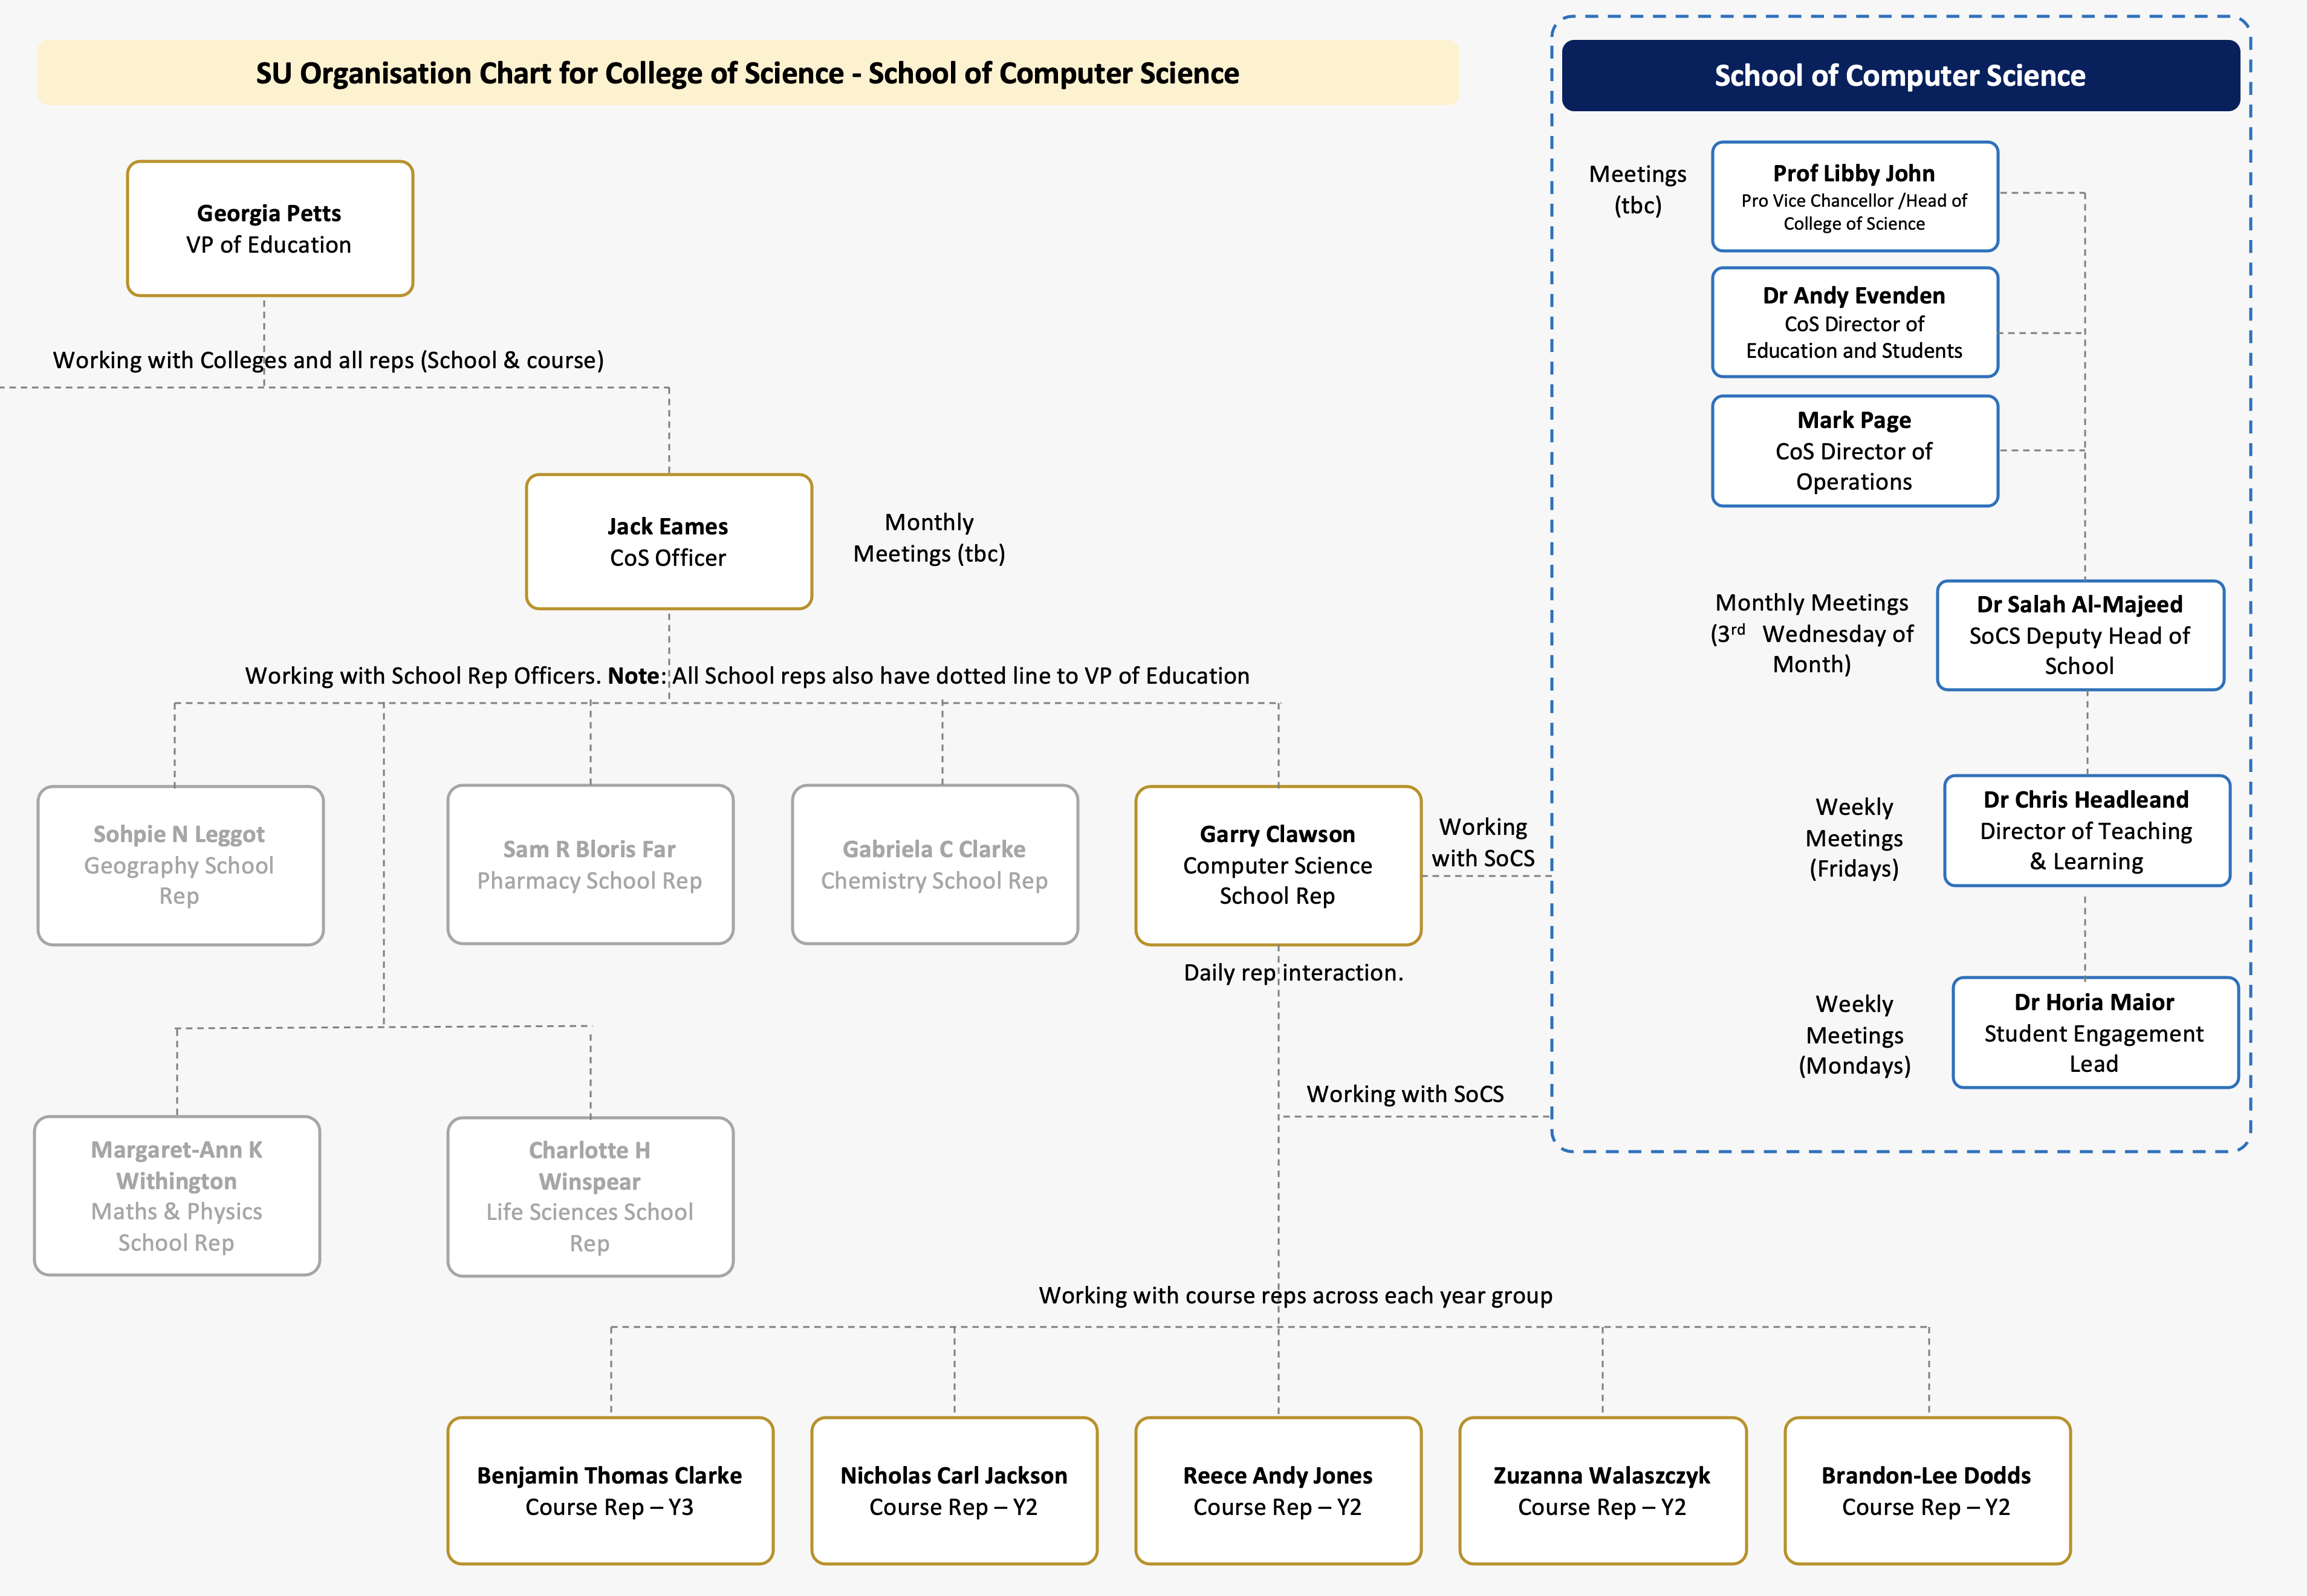 SU Organisation Chart for College of Science - School of Computer Science
Georgia Petts
VP of Education
Working with Colleges and all reps (School & course)
Jack Eames
CoS Officer
Monthly
Meetings (tbc)
Working with School Rep Officers. Note: All School reps also have dotted line to VP of Education
Sohpie N Leggot
Geography School
Rep
Sam R Bloris Far
Pharmacy School Rep
Gabriela C Clarke
Chemistry School Rep
Garry Clawson
Computer Science
School Rep
Working
with SoCS
Daily rep interaction.
Margaret-Ann K
Withington
Maths & Physics
School Rep
Charlotte H
Winspear
Life Sciences School
Rep
Working with SoCS
Working with course reps across each year group
Benjamin Thomas Clarke
Course Rep – Y3
Nicholas Carl Jackson
Course Rep – Y2
Reece Andy Jones
Course Rep – Y2
Zuzanna Walaszczyk
Course Rep – Y2
Brandon-Lee Dodds
Course Rep – Y2
School of Computer Science
Meetings
(tbc)
Prof Libby John
Pro Vice Chancellor /Head of
College of Science
Dr Andy Evenden
CoS Director of
Education and Students
Mark Page
CoS Director of
Operations
Monthly Meetings
(3rd Wednesday of
Month)
Dr Salah Al-Majeed
SoCS Deputy Head of
School
Weekly
Meetings
(Fridays)
Dr Chris Headleand
Director of Teaching
& Learning
Weekly
Meetings
(Mondays)
Dr Horia Maior
Student Engagement
Lead